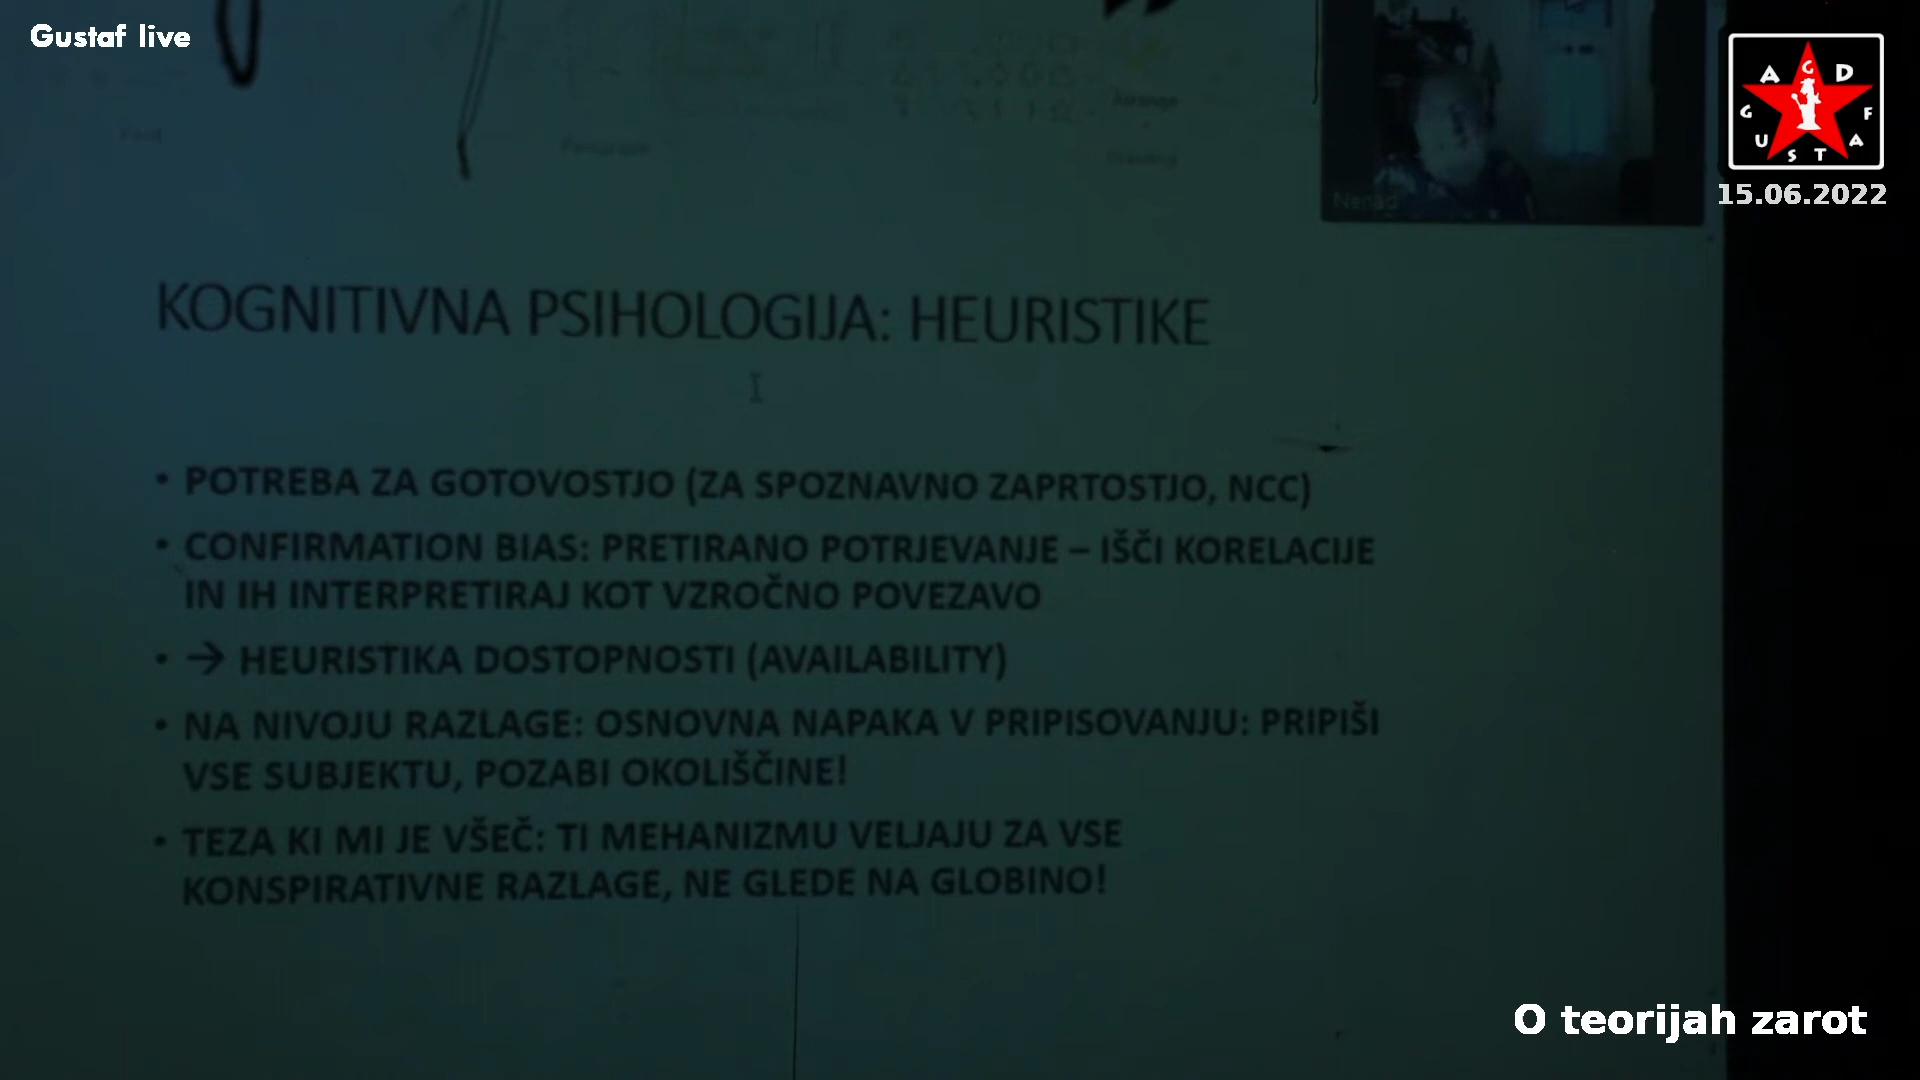 Gustaf live
A G D
G F
U S T A
15.06.2022
Nenad
KOGNITIVNA PSIHOLOGIJA: HEURISTIKE
• POTREBA ZA GOTOVOSTJO (ZA SPOZNAVNO ZAPRTOSTJO, NCC)
• CONFIRMATION BIAS: PRETIRANO POTRJEVANJE – IŠČI KORELACIJE
IN IH INTERPRETIRAJ KOT VZROČNO POVEZAVO
• → HEURISTIKA DOSTOPNOSTI (AVAILABILITY)
• NA NIVOJU RAZLAGE: OSNOVNA NAPAKA V PRIPISOVANJU: PRIPIŠI
VSE SUBJEKTU, POZABI OKOLIŠČINE!
• TEZA KI MI JE VŠEČ: TI MEHANIZMU VELJAJU ZA VSE
KONSPIRATIVNE RAZLAGE, NE GLEDE NA GLOBINO!
O teorijah zarot